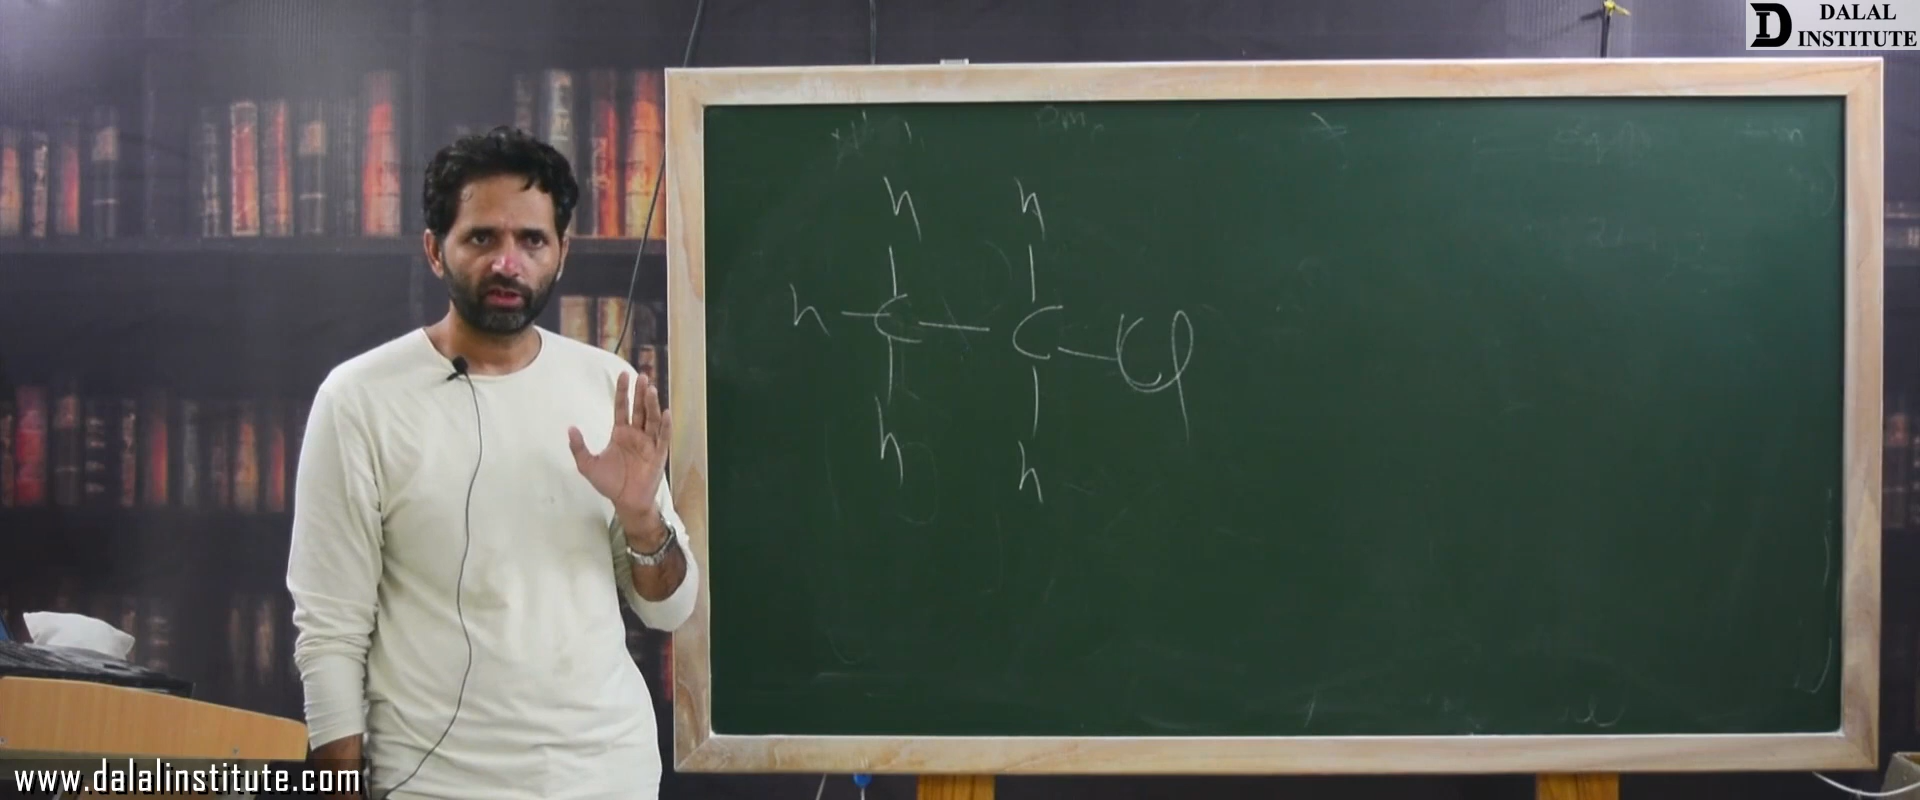 DALAL
INSTITUTE
h h
h C C Cl
h h
www.dalalinstitute.com